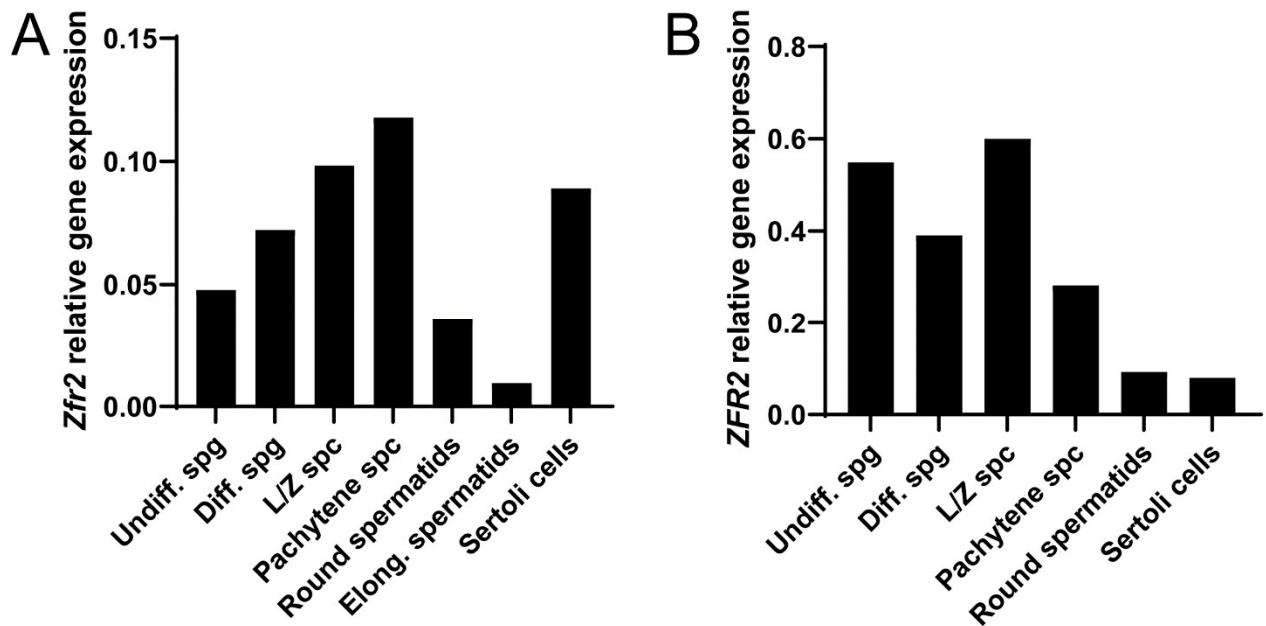 A
Zfr2 relative gene expression
0.15
0.10
0.05
0.00
Undiff. spg
Diff. spg
L/Z spc
Pachytene spc
Round spermatids
Elong. spermatids
Sertoli cells
B
ZFR2 relative gene expression
0.8
0.6
0.4
0.2
0.0
Undiff. spg
Diff. spg
L/Z spc
Pachytene spc
Round spermatids
Sertoli cells